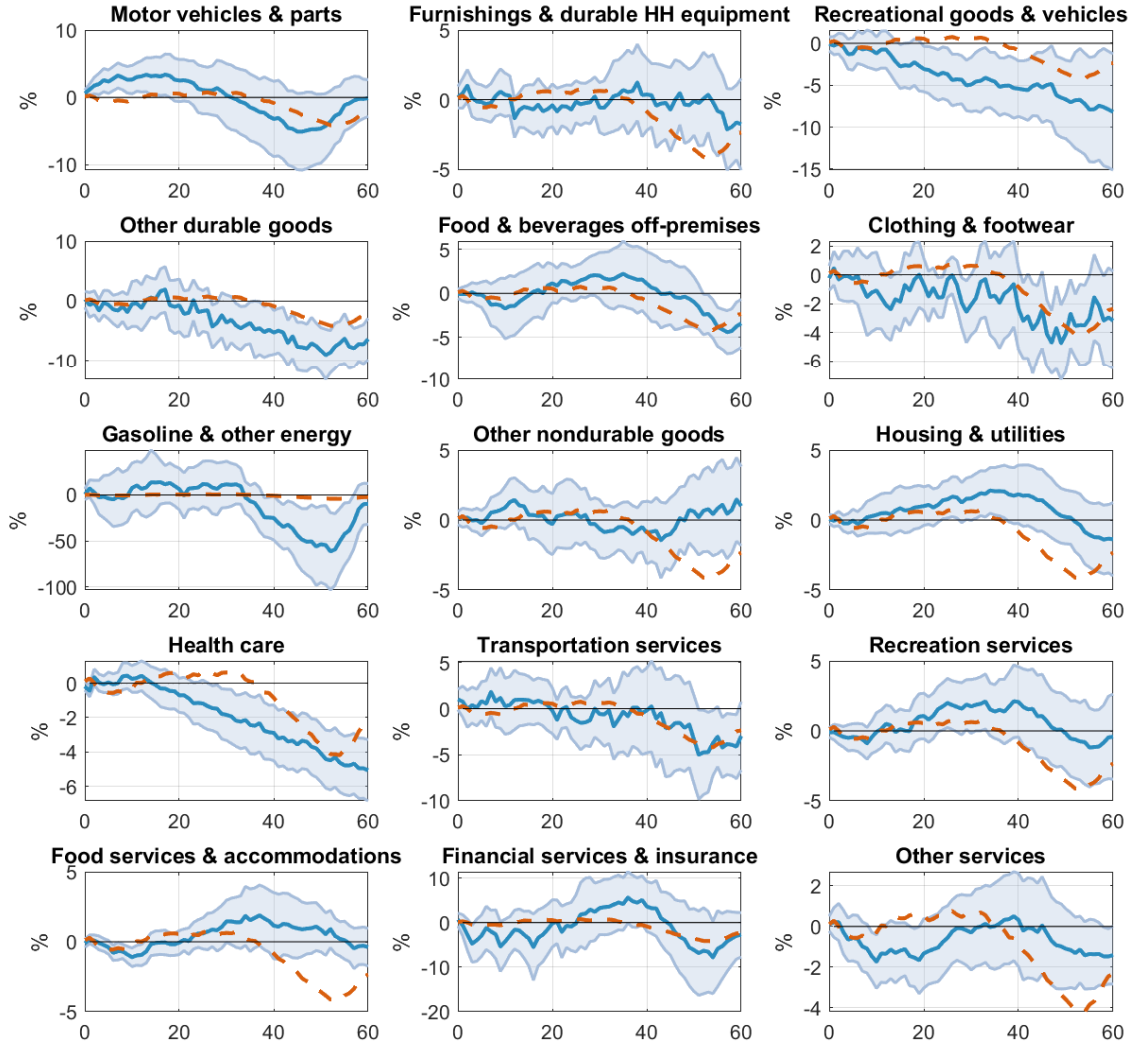 Motor vehicles & parts
10
0
-10
%
0 20 40 60
Furnishings & durable HH equipment
5
0
-5
%
0 20 40 60
Recreational goods & vehicles
0
-5
-10
-15
%
0 20 40 60
Other durable goods
10
0
-10
%
0 20 40 60
Food & beverages off-premises
5
0
-5
-10
%
0 20 40 60
Clothing & footwear
2
0
-2
-4
-6
%
0 20 40 60
Gasoline & other energy
0
-50
-100
%
0 20 40 60
Other nondurable goods
5
0
-5
%
0 20 40 60
Housing & utilities
5
0
-5
%
0 20 40 60
Health care
0
-2
-4
-6
%
0 20 40 60
Transportation services
5
0
-5
-10
%
0 20 40 60
Recreation services
5
0
-5
%
0 20 40 60
Food services & accommodations
5
0
-5
%
0 20 40 60
Financial services & insurance
10
0
-10
-20
%
0 20 40 60
Other services
2
0
-2
-4
%
0 20 40 60